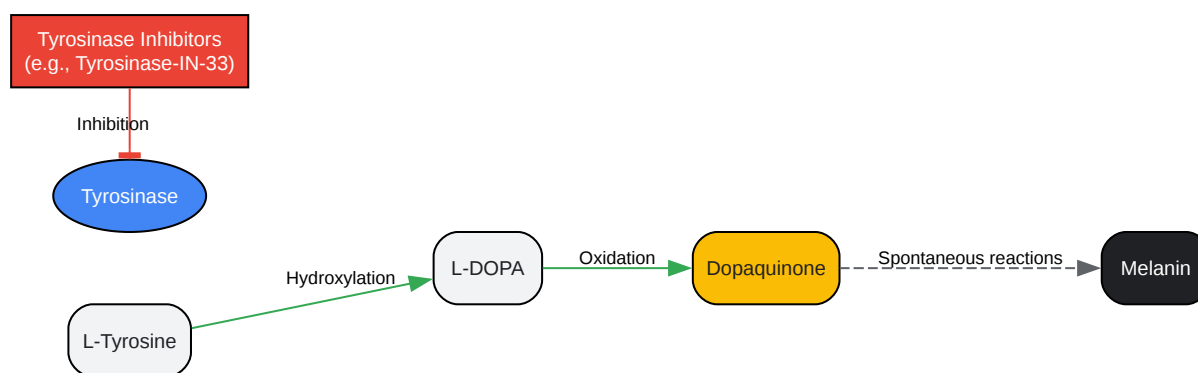 Tyrosinase Inhibitors
(e.g., Tyrosinase-IN-33)
Inhibition
Tyrosinase
L-Tyrosine
Hydroxylation
L-DOPA
Oxidation
Dopaquinone
Spontaneous reactions
Melanin